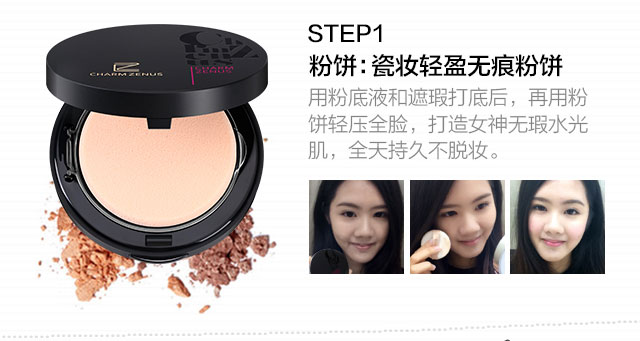 CHARM ZENUS
CHARM
ZENUS
STEP1
粉饼：瓷妆轻盈无痕粉饼
用粉底液和遮瑕打底后，再用粉
饼轻压全脸，打造女神无瑕水光
肌，全天持久不脱妆。